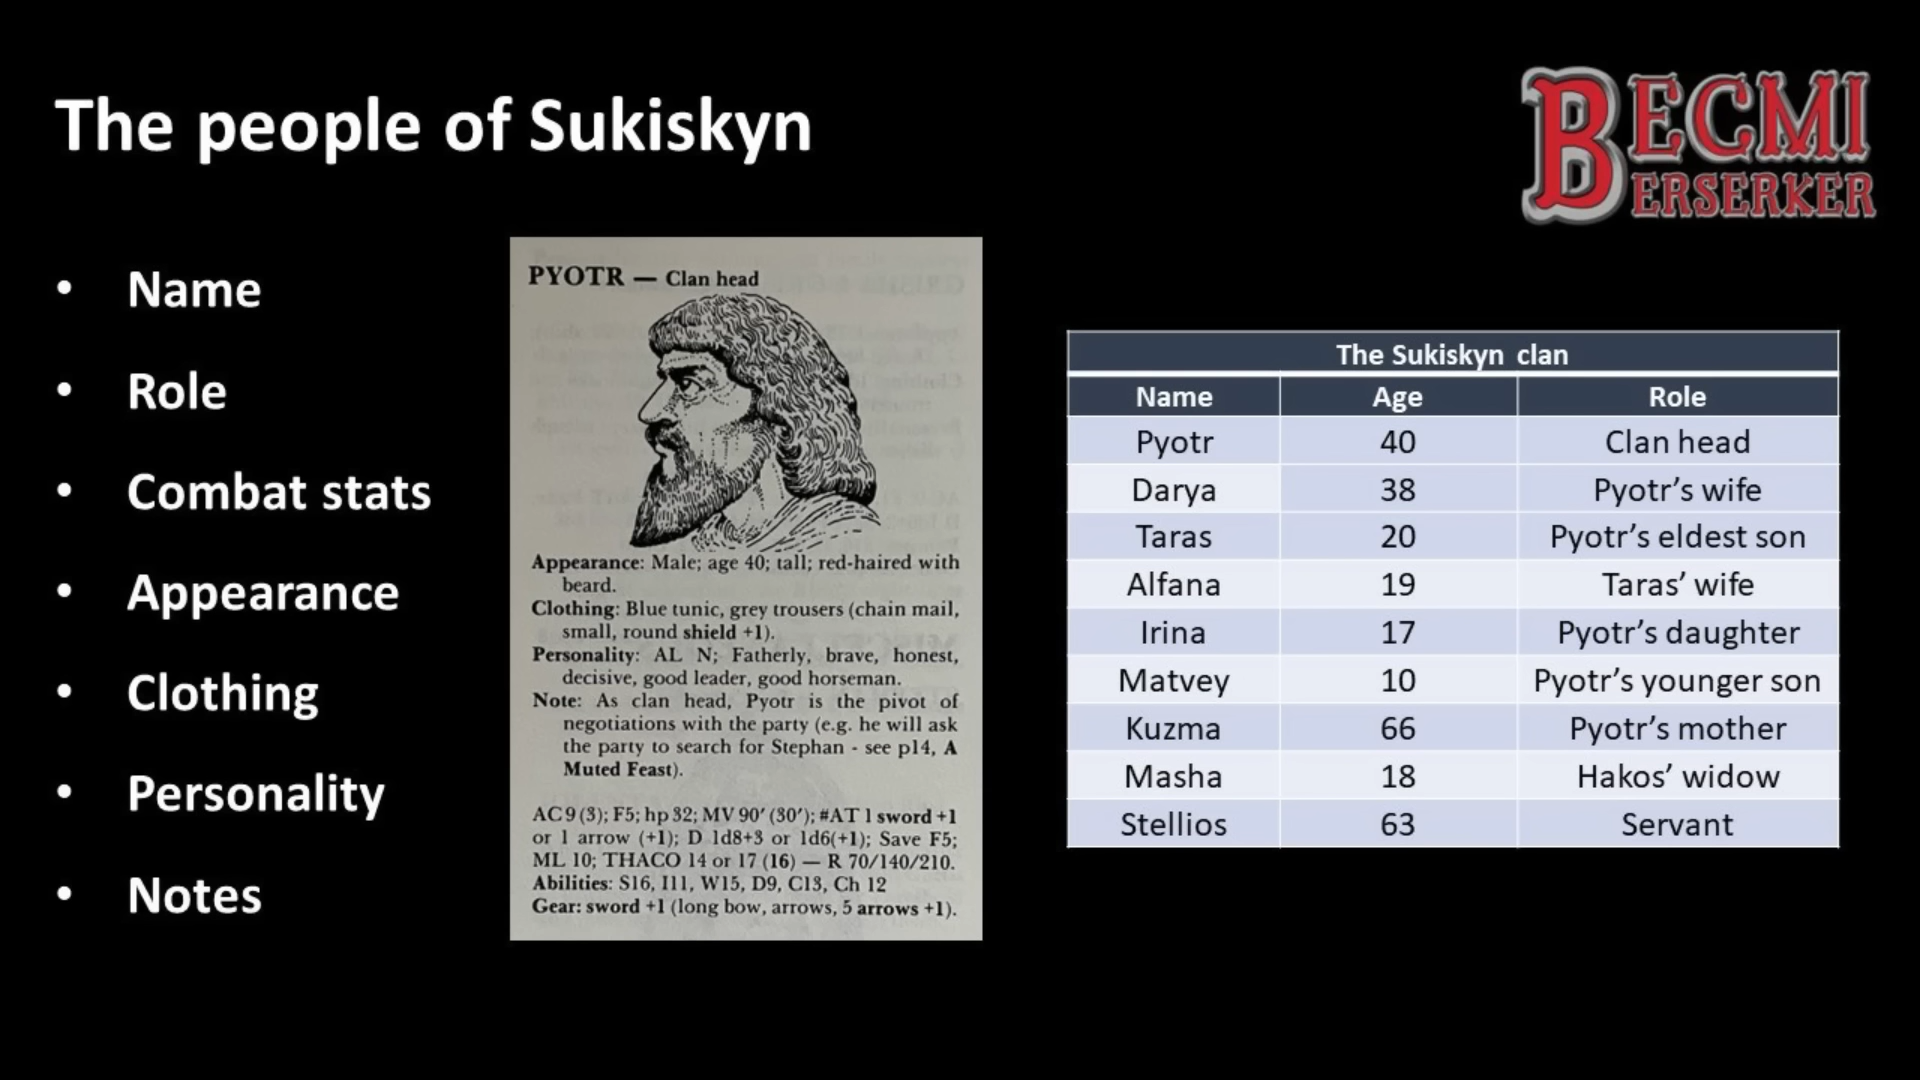 The people of Sukiskyn
BECMI
BERSERKER
• Name
• Role
• Combat stats
• Appearance
• Clothing
• Personality
• Notes
PYOTR — Clan head
Appearance: Male; age 40; tall; red-haired with
beard.
Clothing: Blue tunic, grey trousers (chain mail,
small, round shield +1).
Personality: AL N; Fatherly, brave, honest,
decisive, good leader, good horseman.
Note: As clan head, Pyotr is the pivot of
negotiations with the party (e.g. he will ask
the party to search for Stephan - see p14, A
Muted Feast).
AC 9 (3); F5; hp 32; MV 90' (30'); #AT 1 sword +1
or 1 arrow (+1); D 1d8+3 or 1d6(+1); Save F5;
ML 10; THACO 14 or 17 (16) — R 70/140/210.
Abilities: S16, I11, W15, D9, C13, Ch 12
Gear: sword +1 (long bow, arrows, 5 arrows +1).
The Sukiskyn clan
Name Age Role
Pyotr 40 Clan head
Darya 38 Pyotr's wife
Taras 20 Pyotr's eldest son
Alfana 19 Taras' wife
Irina 17 Pyotr's daughter
Matvey 10 Pyotr's younger son
Kuzma 66 Pyotr's mother
Masha 18 Hakos' widow
Stellios 63 Servant